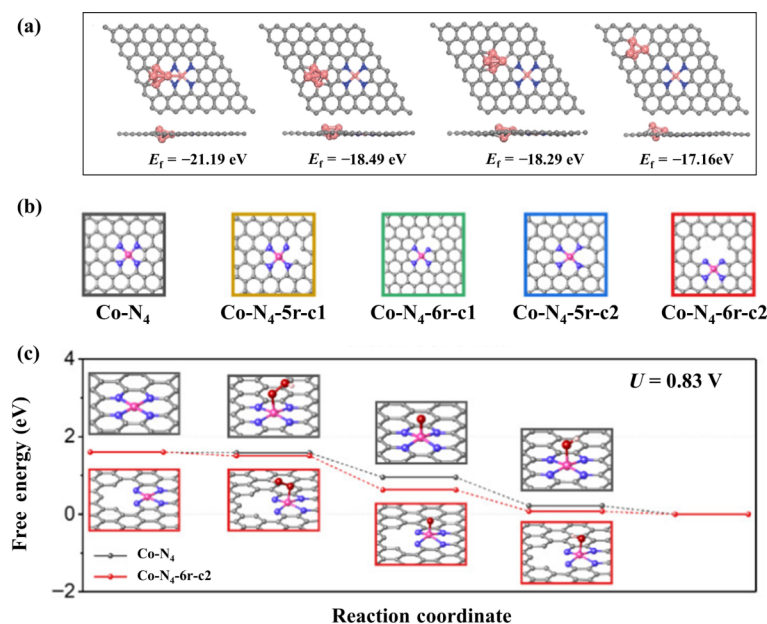 (a)
E_f = −21.19 eV
E_f = −18.49 eV
E_f = −18.29 eV
E_f = −17.16eV
(b)
Co-N₄
Co-N₄-5r-c1
Co-N₄-6r-c1
Co-N₄-5r-c2
Co-N₄-6r-c2
(c)
U = 0.83 V
Free energy (eV)
4
2
0
−2
Co-N₄
Co-N₄-6r-c2
Reaction coordinate